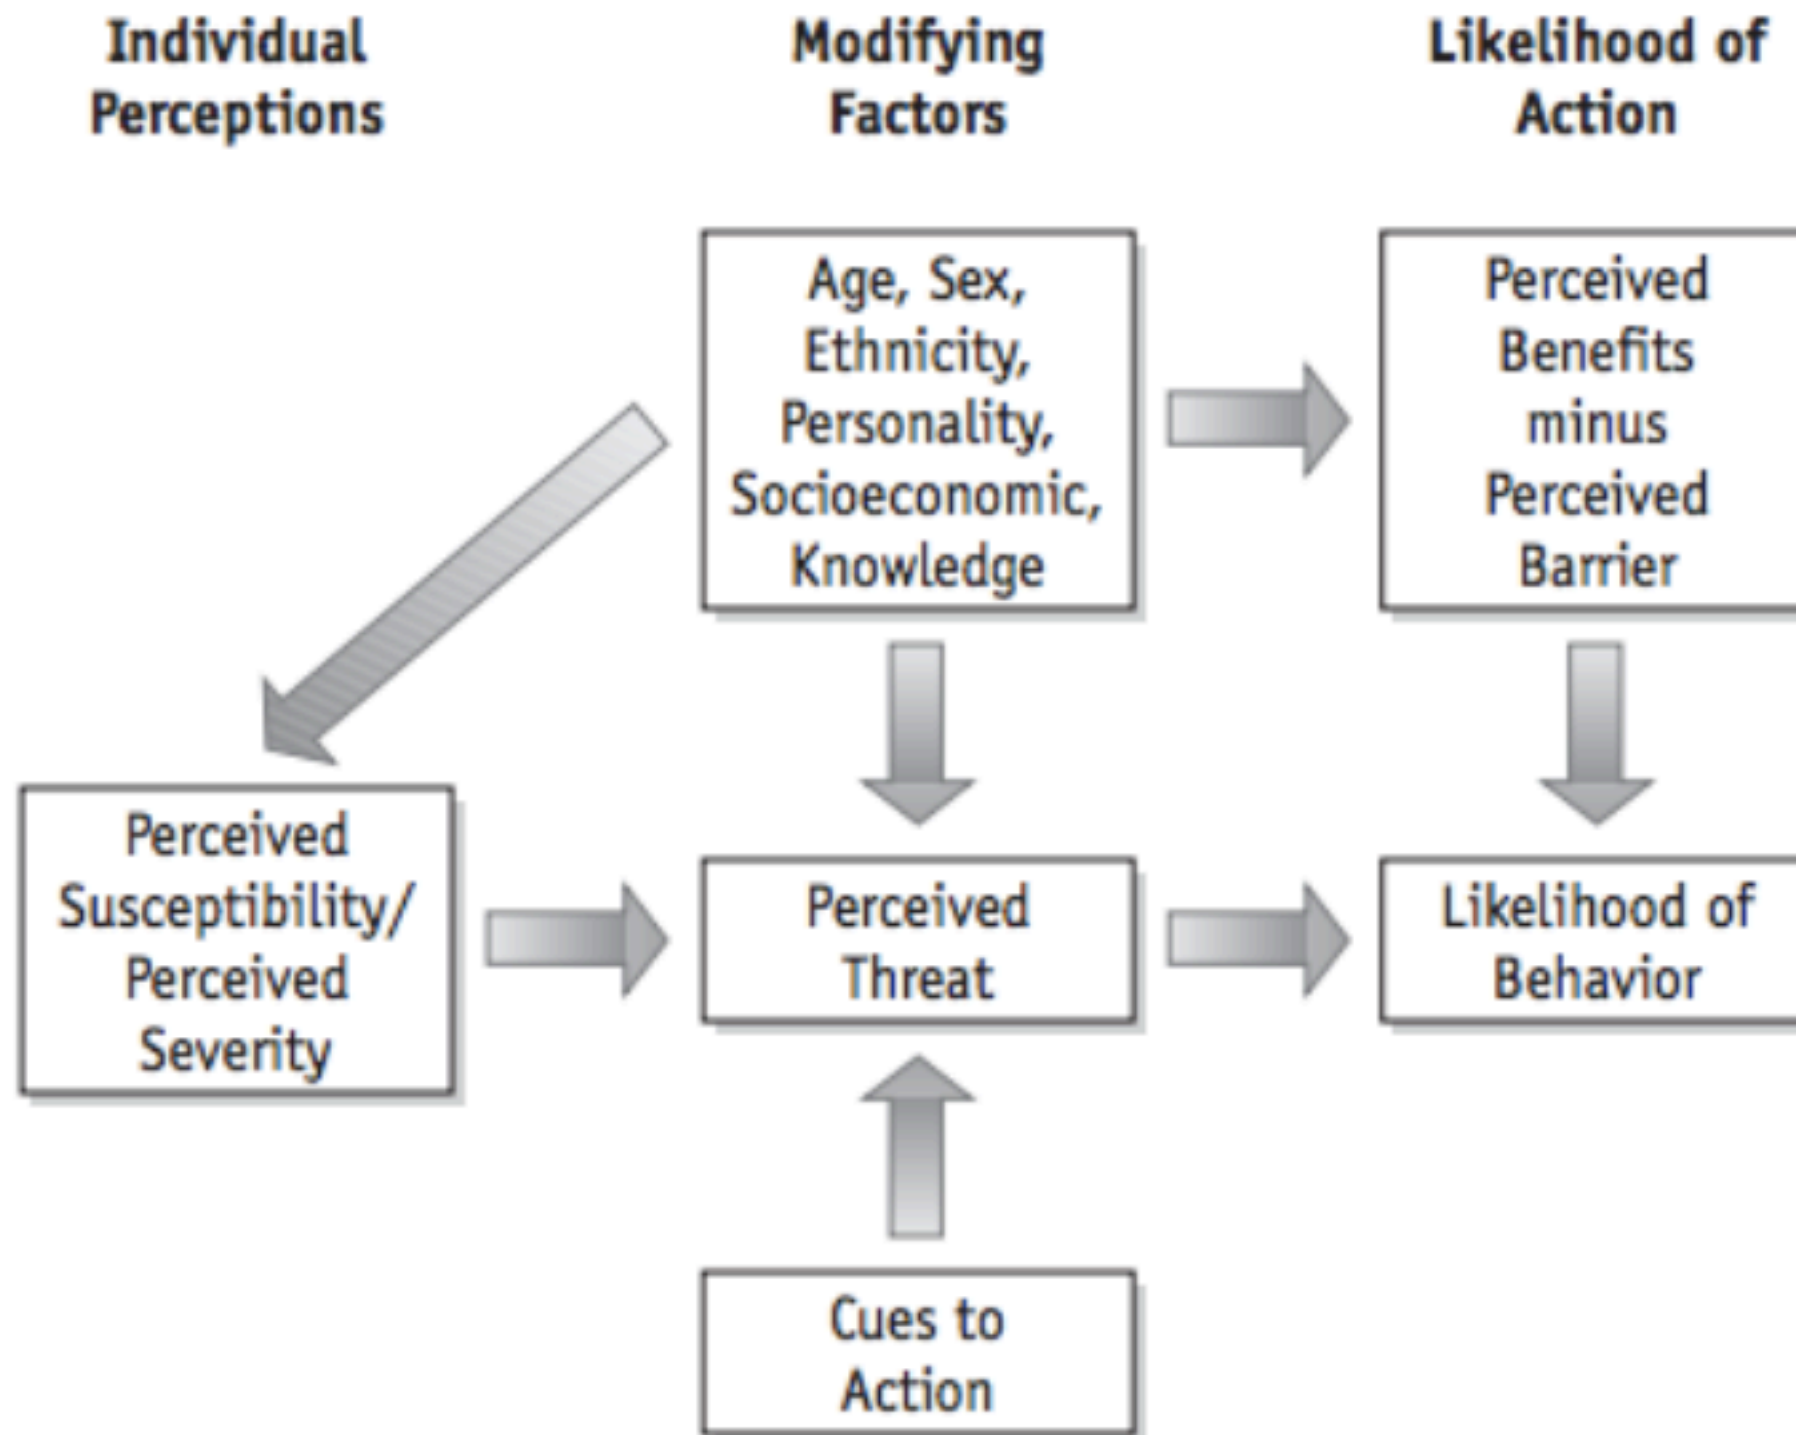 Individual
Perceptions
Modifying
Factors
Likelihood of
Action
Age, Sex,
Ethnicity,
Personality,
Socioeconomic,
Knowledge
Perceived
Benefits
minus
Perceived
Barrier
Perceived
Susceptibility/
Perceived
Severity
Perceived
Threat
Likelihood of
Behavior
Cues to
Action